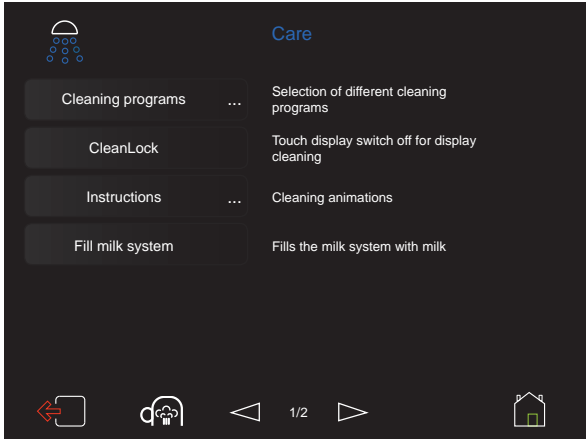 Care
Cleaning programs ...
Selection of different cleaning
programs
CleanLock
Touch display switch off for display
cleaning
Instructions ...
Cleaning animations
Fill milk system
Fills the milk system with milk
1/2